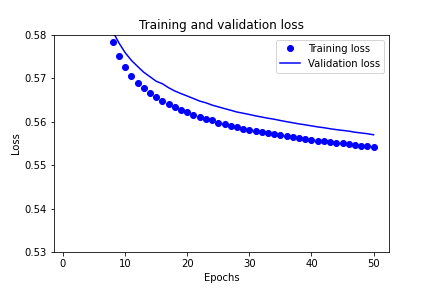 Training and validation loss
Training loss
Validation loss
0.58
0.57
0.56
0.55
0.54
0.53
Loss
0 10 20 30 40 50
Epochs